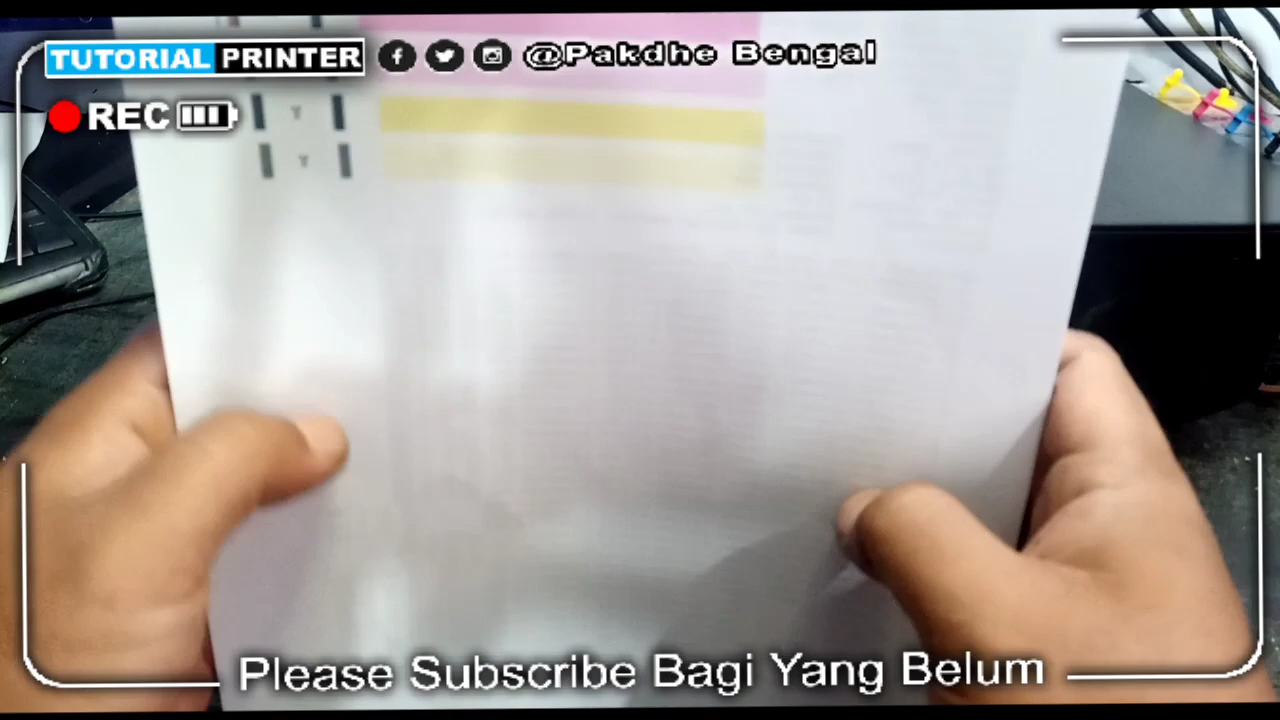 TUTORIAL PRINTER @Pakdhe Bengal
REC
Y
Y
Please Subscribe Bagi Yang Belum